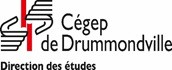 Cégep
de Drummondville
Direction des études